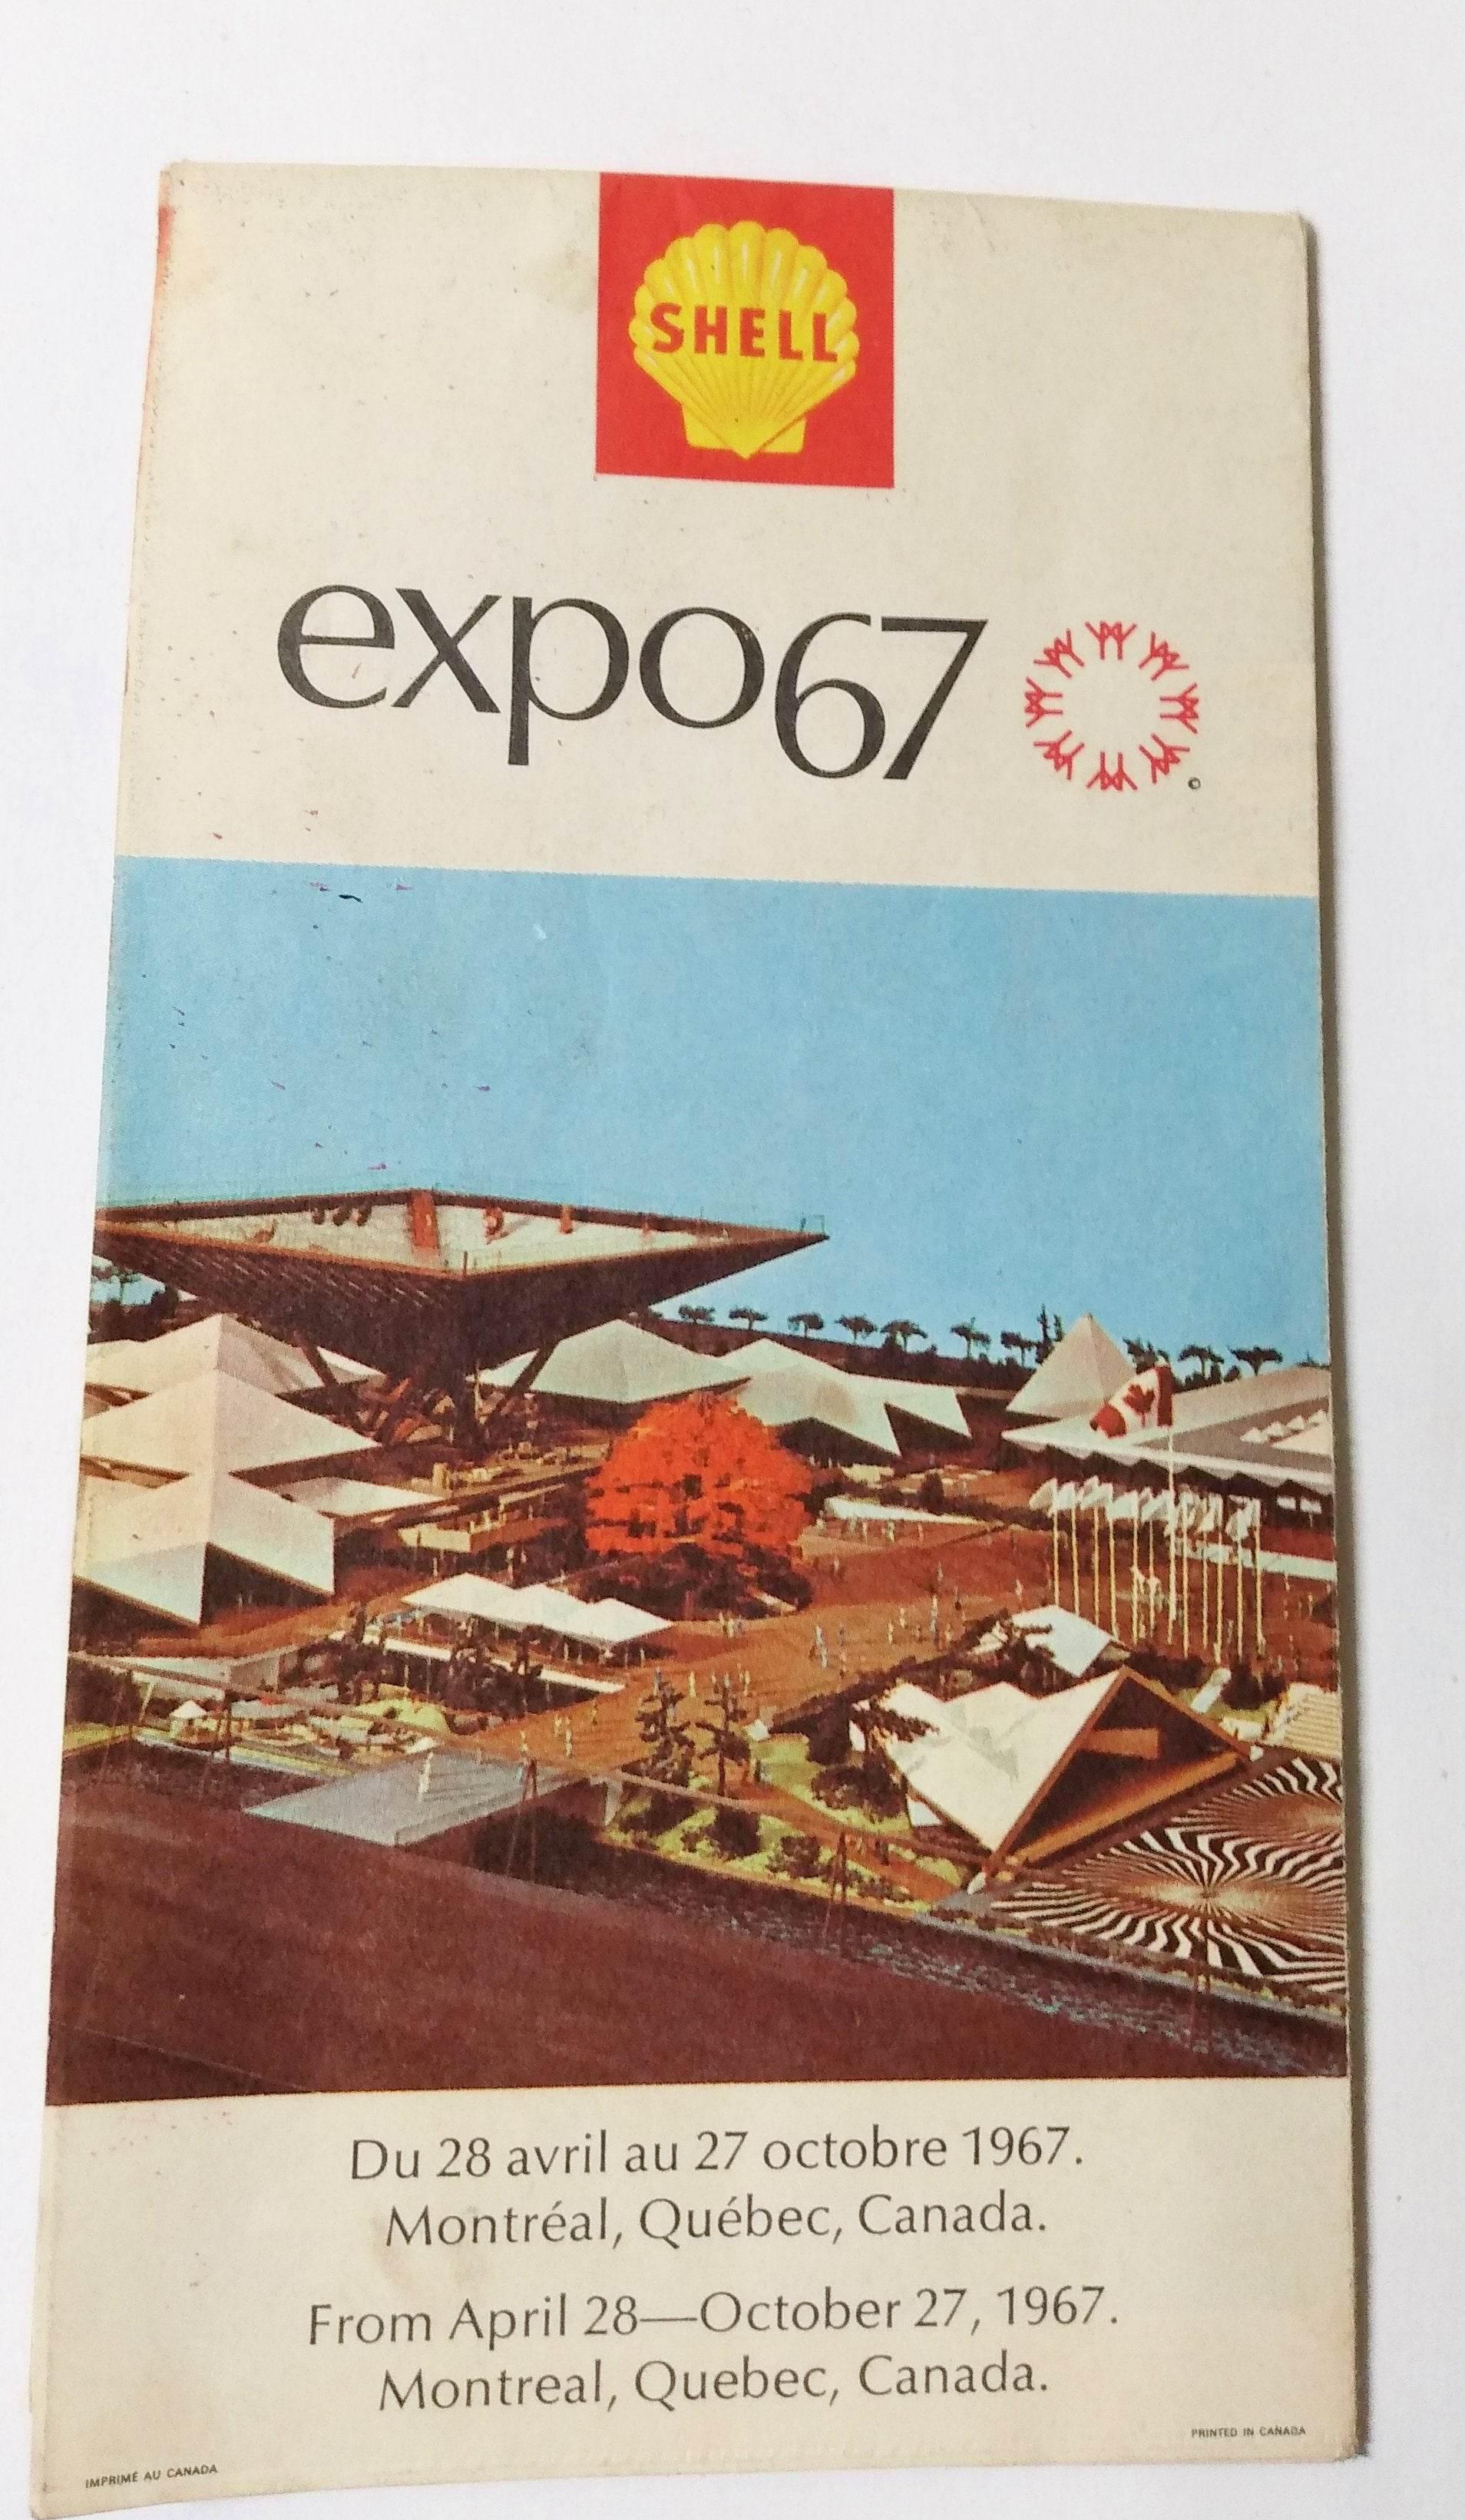 SHELL
expo67
©
Du 28 avril au 27 octobre 1967.
Montréal, Québec, Canada.
From April 28—October 27, 1967.
Montreal, Quebec, Canada.
PRINTED IN CANADA
IMPRIMÉ AU CANADA